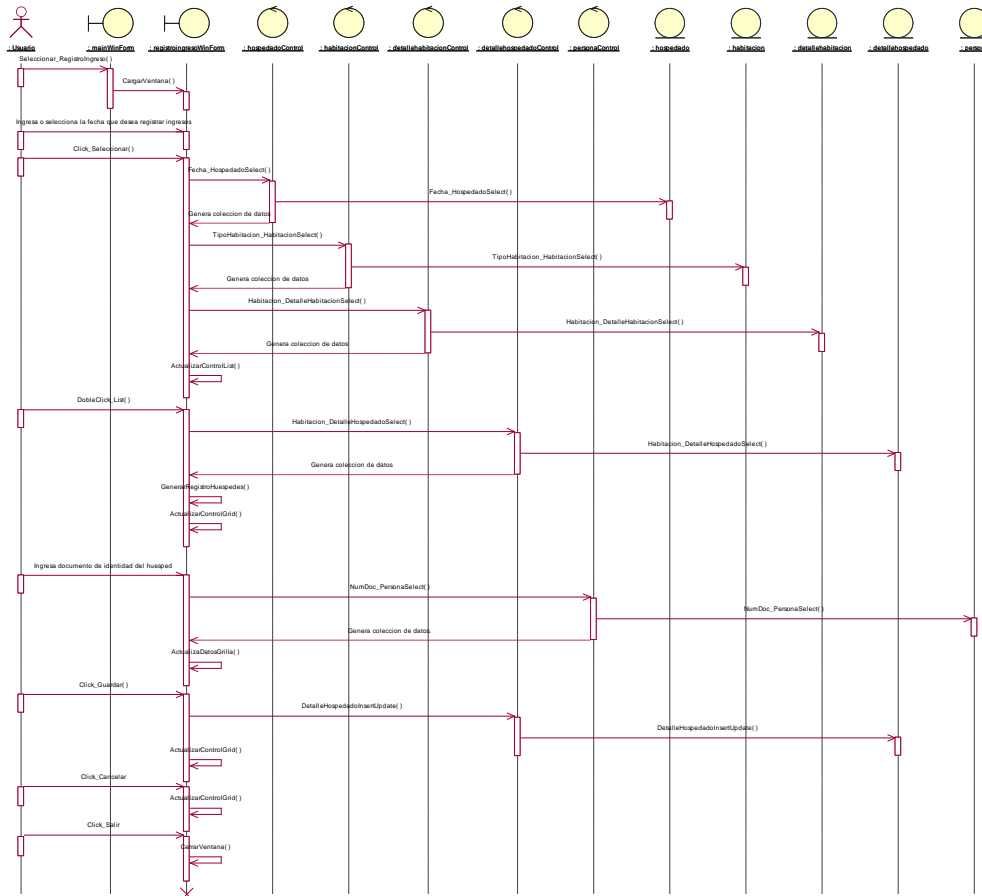 : Usuario
: mainWinForm
: registroingresoWinForm
: hospedadoControl
: habitacionControl
: detallehabitacionControl
: detallehospedadoControl
: personaControl
: hospedado
: habitacion
: detallehabitacion
: detallehospedado
: person
Seleccionar_RegistroIngreso( )
CargarVentana( )
Ingresa o selecciona la fecha que desea registrar ingresos
Click_Seleccionar( )
Fecha_HospedadoSelect( )
Fecha_HospedadoSelect( )
Genera coleccion de datos
TipoHabitacion_HabitacionSelect( )
TipoHabitacion_HabitacionSelect( )
Genera coleccion de datos
Habitacion_DetalleHabitacionSelect( )
Habitacion_DetalleHabitacionSelect( )
Genera coleccion de datos
ActualizarControlList( )
DobleClick_List( )
Habitacion_DetalleHospedadoSelect( )
Habitacion_DetalleHospedadoSelect( )
Genera coleccion de datos
GenerarRegistroHuespedes( )
ActualizarControlGrid( )
Ingresa documento de identidad del huesped
NumDoc_PersonaSelect( )
NumDoc_PersonaSelect( )
Genera coleccion de datos.
ActualizaDatosGrilla( )
Click_Guardar( )
DetalleHospedadoInsertUpdate( )
DetalleHospedadoInsertUpdate( )
ActualizarControlGrid( )
Click_Cancelar
ActualizarControlGrid( )
Click_Salir
CerrarVentana( )